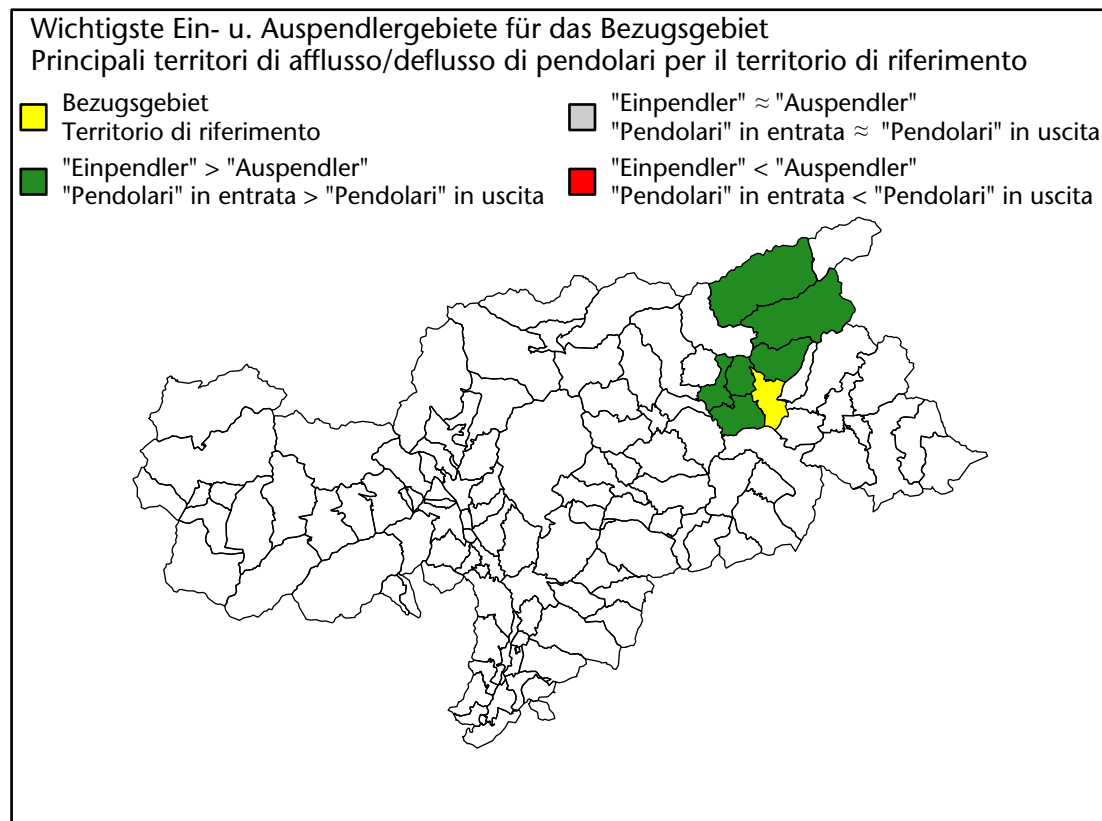 Wichtigste Ein- u. Auspendlergebiete für das Bezugsgebiet
Principali territori di afflusso/deflusso di pendolari per il territorio di riferimento
Bezugsgebiet
Territorio di riferimento
"Einpendler" > "Auspendler"
"Pendolari" in entrata > "Pendolari" in uscita
"Einpendler" ≈ "Auspendler"
"Pendolari" in entrata ≈ "Pendolari" in uscita
"Einpendler" < "Auspendler"
"Pendolari" in entrata < "Pendolari" in uscita